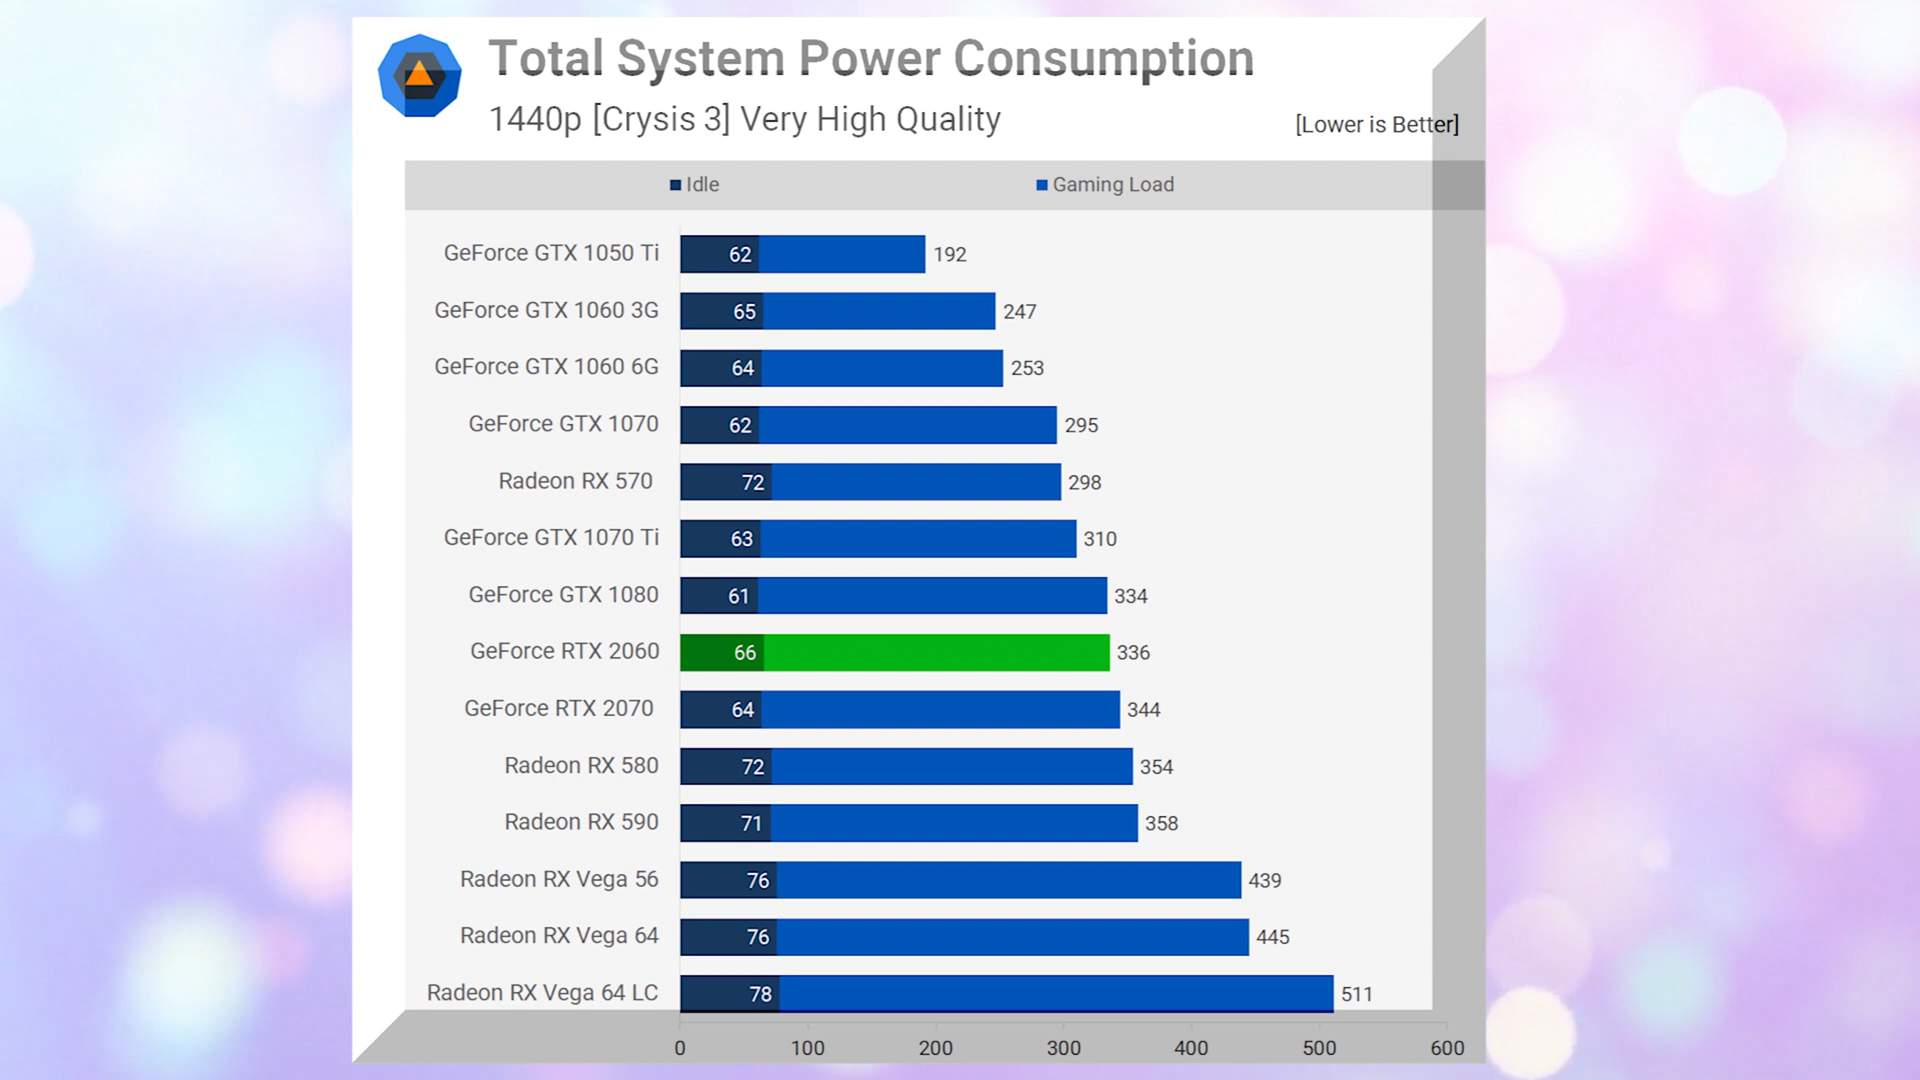 Total System Power Consumption
1440p [Crysis 3] Very High Quality
[Lower is Better]
Idle
Gaming Load
GeForce GTX 1050 Ti 62 192
GeForce GTX 1060 3G 65 247
GeForce GTX 1060 6G 64 253
GeForce GTX 1070 62 295
Radeon RX 570 72 298
GeForce GTX 1070 Ti 63 310
GeForce GTX 1080 61 334
GeForce RTX 2060 66 336
GeForce RTX 2070 64 344
Radeon RX 580 72 354
Radeon RX 590 71 358
Radeon RX Vega 56 76 439
Radeon RX Vega 64 76 445
Radeon RX Vega 64 LC 78 511
0 100 200 300 400 500 600